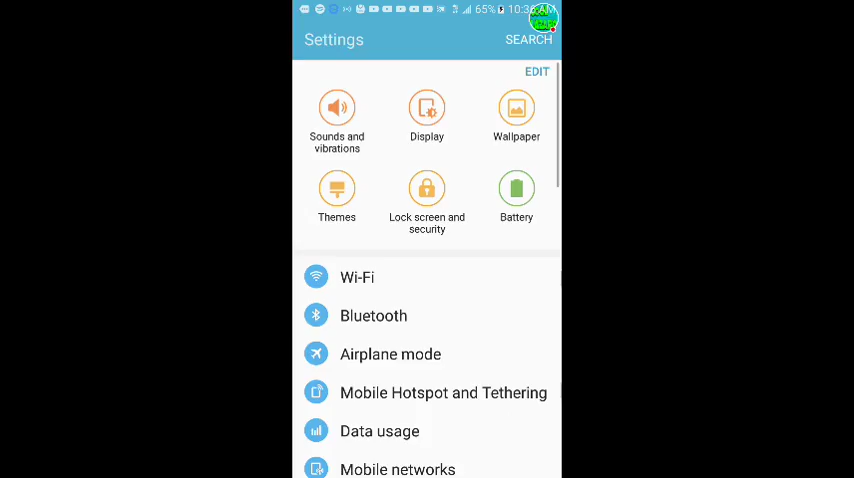 65% 10:36 AM
Settings
SEARCH
EDIT
Sounds and
vibrations
Display
Wallpaper
Themes
Lock screen and
security
Battery
Wi-Fi
Bluetooth
Airplane mode
Mobile Hotspot and Tethering
Data usage
Mobile networks